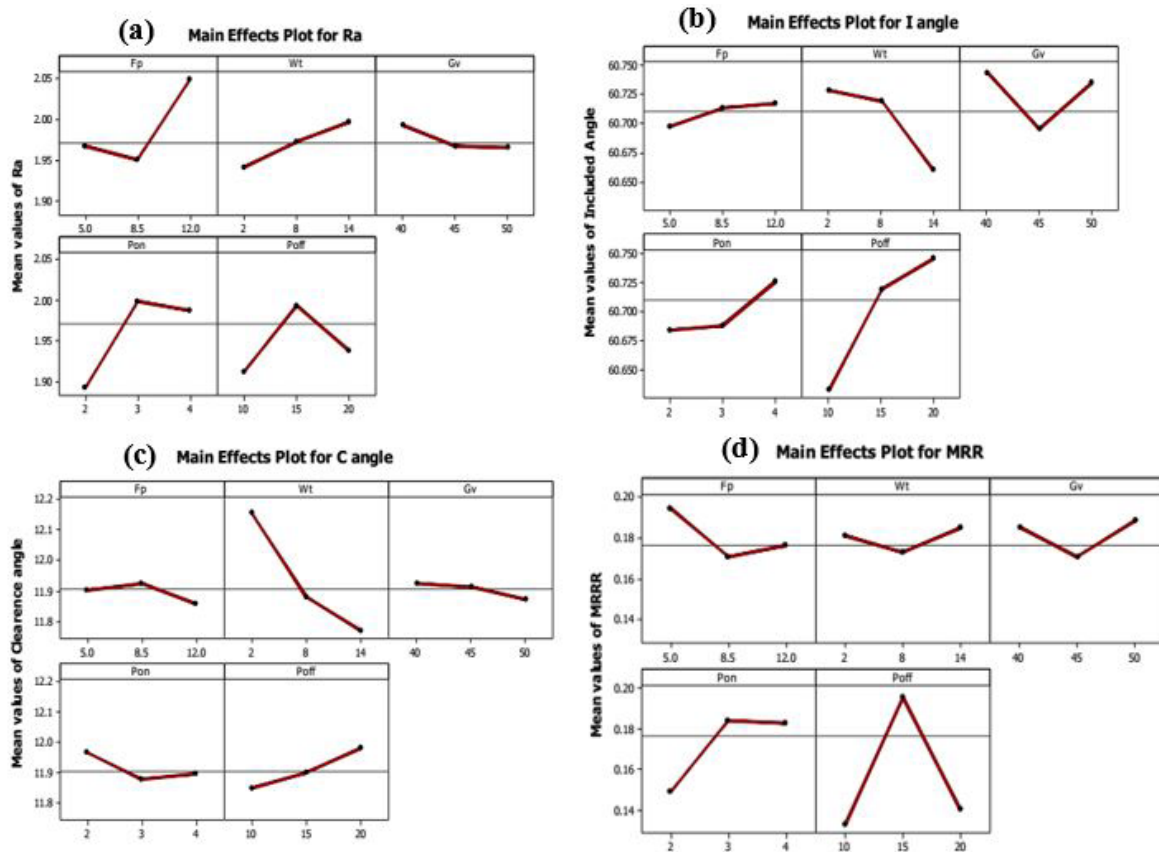 (a)
Main Effects Plot for Ra
Mean values of Ra
Fp Wt Gv
2.05
2.00
1.95
1.90
5.0 8.5 12.0 2 8 14 40 45 50
Pon Poff
2.05
2.00
1.95
1.90
2 3 4 10 15 20
(b)
Main Effects Plot for I angle
Mean values of Included Angle
Fp Wt Gv
60.750
60.725
60.700
60.675
60.650
5.0 8.5 12.0 2 8 14 40 45 50
Pon Poff
60.750
60.725
60.700
60.675
60.650
2 3 4 10 15 20
(c)
Main Effects Plot for C angle
Mean values of Clearence angle
Fp Wt Gv
12.2
12.1
12.0
11.9
11.8
5.0 8.5 12.0 2 8 14 40 45 50
Pon Poff
12.2
12.1
12.0
11.9
11.8
2 3 4 10 15 20
(d)
Main Effects Plot for MRR
Mean values of MRRR
Fp Wt Gv
0.20
0.18
0.16
0.14
5.0 8.5 12.0 2 8 14 40 45 50
Pon Poff
0.20
0.18
0.16
0.14
2 3 4 10 15 20